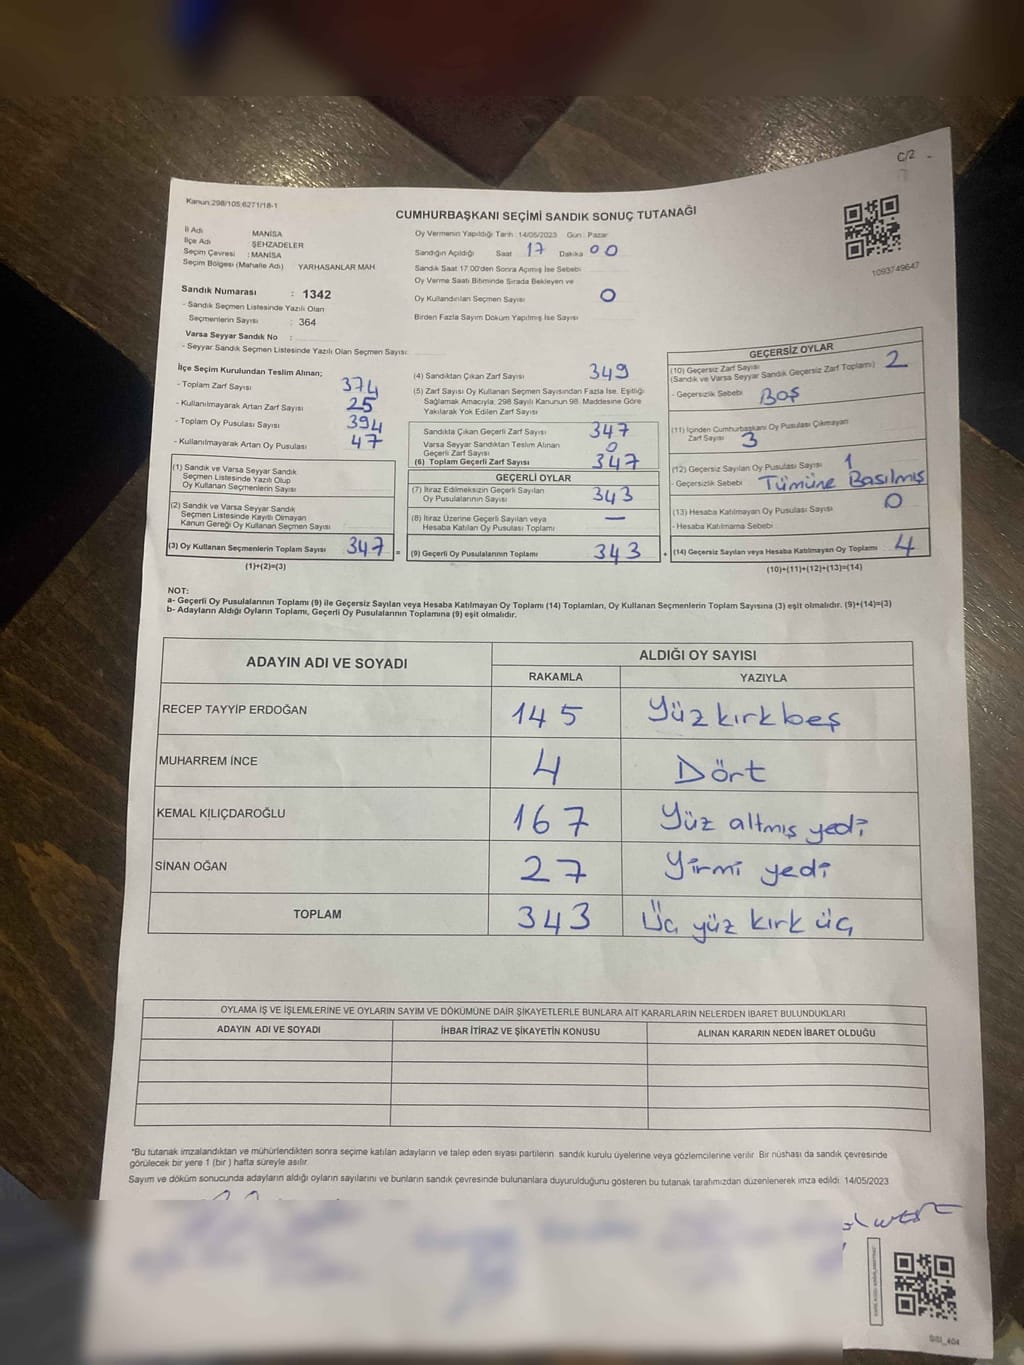 C/2 -
Kanun:298/105;6271/18-1
CUMHURBAŞKANI SEÇİMİ SANDIK SONUÇ TUTANAĞI
1093749647
İl Adı MANİSA
İlçe Adı ŞEHZADELER
Seçim Çevresi : MANİSA
Seçim Bölgesi (Mahalle Adı) YARHASANLAR MAH.
Sandık Numarası : 1342
- Sandık Seçmen Listesinde Yazılı Olan
Seçmenlerin Sayısı : 364
Varsa Seyyar Sandık No :
- Seyyar Sandık Seçmen Listesinde Yazılı Olan Seçmen Sayısı:
Oy Vermenin Yapıldığı Tarih : 14/05/2023 Gün : Pazar
Sandığın Açıldığı Saat 17 Dakika 00
Sandık Saat 17.00'den Sonra Açılmış İse Sebebi
Oy Verme Saati Bitiminde Sırada Bekleyen ve
Oy Kullandırılan Seçmen Sayısı 0
Birden Fazla Sayım Döküm Yapılmış İse Sayısı
İlçe Seçim Kurulundan Teslim Alınan;
- Toplam Zarf Sayısı 374
- Kullanılmayarak Artan Zarf Sayısı 25
- Toplam Oy Pusulası Sayısı 394
- Kullanılmayarak Artan Oy Pusulası 47
(1) Sandık ve Varsa Seyyar Sandık
Seçmen Listesinde Yazılı Olup
Oy Kullanan Seçmenlerin Sayısı
(2) Sandık ve Varsa Seyyar Sandık
Seçmen Listesinde Kayıtlı Olmayan
Kanun Gereği Oy Kullanan Seçmen Sayısı
(3) Oy Kullanan Seçmenlerin Toplam Sayısı 347 =
(1)+(2)=(3)
(4) Sandıktan Çıkan Zarf Sayısı 349
(5) Zarf Sayısı Oy Kullanan Seçmen Sayısından Fazla İse, Eşitliği
Sağlamak Amacıyla, 298 Sayılı Kanunun 98. Maddesine Göre
Yakılarak Yok Edilen Zarf Sayısı
Sandıkta Çıkan Geçerli Zarf Sayısı 347
Varsa Seyyar Sandıktan Teslim Alınan
Geçerli Zarf Sayısı 0
(6) Toplam Geçerli Zarf Sayısı 347
GEÇERLİ OYLAR
(7) İtiraz Edilmeksizin Geçerli Sayılan
Oy Pusulalarının Sayısı 343
(8) İtiraz Üzerine Geçerli Sayılan veya
Hesaba Katılan Oy Pusulası Toplamı —
(9) Geçerli Oy Pusulalarının Toplamı 343 +
GEÇERSİZ OYLAR
(10) Geçersiz Zarf Sayısı
(Sandık ve Varsa Seyyar Sandık Geçersiz Zarf Toplamı) 2
- Geçersizlik Sebebi Boş
(11) İçinden Cumhurbaşkanı Oy Pusulası Çıkmayan
Zarf Sayısı 3
(12) Geçersiz Sayılan Oy Pusulası Sayısı 1
- Geçersizlik Sebebi Tümüne Basılmış
(13) Hesaba Katılmayan Oy Pusulası Sayısı 0
- Hesaba Katılmama Sebebi
(14) Geçersiz Sayılan veya Hesaba Katılmayan Oy Toplamı 4
(10)+(11)+(12)+(13)=(14)
NOT:
a- Geçerli Oy Pusulalarının Toplamı (9) ile Geçersiz Sayılan veya Hesaba Katılmayan Oy Toplamı (14) Toplamları, Oy Kullanan Seçmenlerin Toplam Sayısına (3) eşit olmalıdır. (9)+(14)=(3)
b- Adayların Aldığı Oyların Toplamı, Geçerli Oy Pusulalarının Toplamına (9) eşit olmalıdır.
ADAYIN ADI VE SOYADI ALDIĞI OY SAYISI
RAKAMLA YAZIYLA
RECEP TAYYİP ERDOĞAN 145 Yüz kırk beş
MUHARREM İNCE 4 Dört
KEMAL KILIÇDAROĞLU 167 Yüz altmış yedi
SİNAN OĞAN 27 Yirmi yedi
TOPLAM 343 Üç yüz kırk üç
OYLAMA İŞ VE İŞLEMLERİNE VE OYLARIN SAYIM VE DÖKÜMÜNE DAİR ŞİKAYETLERLE BUNLARA AİT KARARLARIN NELERDEN İBARET BULUNDUKLARI
ADAYIN ADI VE SOYADI İHBAR İTİRAZ VE ŞİKAYETİN KONUSU ALINAN KARARIN NEDEN İBARET OLDUĞU
*Bu tutanak imzalandıktan ve mühürlendikten sonra seçime katılan adayların ve talep eden siyasi partilerin sandık kurulu üyelerine veya gözlemcilerine verilir. Bir nüshası da sandık çevresinde
görülecek bir yere 1 (bir ) hafta süreyle asılır.
Sayım ve döküm sonucunda adayların aldığı oyların sayılarını ve bunların sandık çevresinde bulunanlara duyurulduğunu gösteren bu tutanak tarafımızdan düzenlenerek imza edildi. 14/05/2023